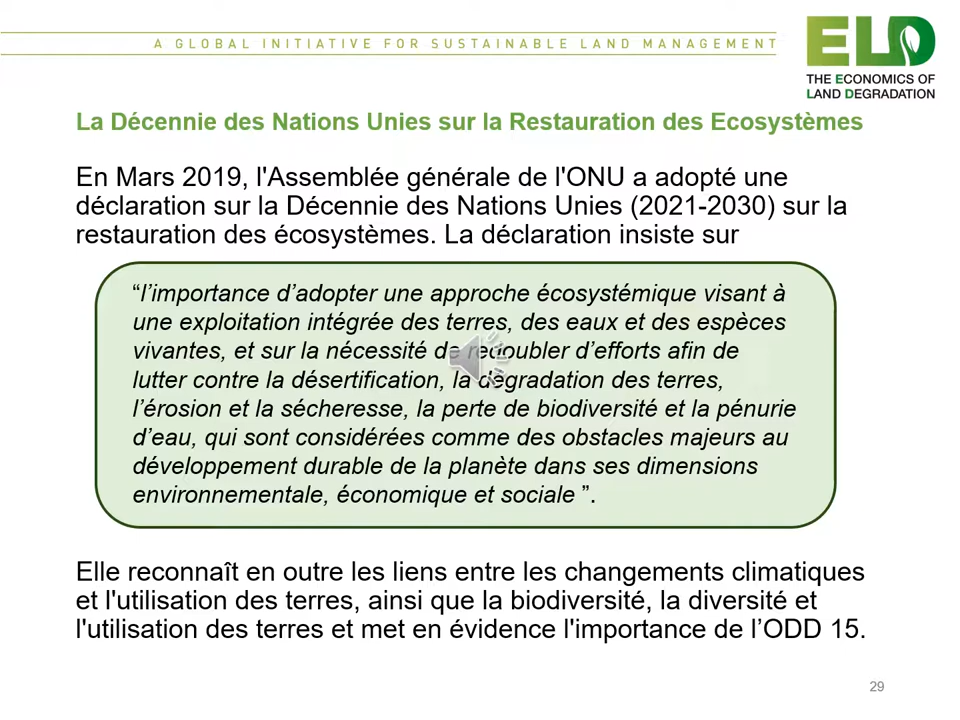 A GLOBAL INITIATIVE FOR SUSTAINABLE LAND MANAGEMENT
ELD
THE ECONOMICS OF
LAND DEGRADATION
La Décennie des Nations Unies sur la Restauration des Ecosystèmes
En Mars 2019, l'Assemblée générale de l'ONU a adopté une
déclaration sur la Décennie des Nations Unies (2021-2030) sur la
restauration des écosystèmes. La déclaration insiste sur
“l’importance d’adopter une approche écosystémique visant à
une exploitation intégrée des terres, des eaux et des espèces
vivantes, et sur la nécessité de redoubler d’efforts afin de
lutter contre la désertification, la dégradation des terres,
l’érosion et la sécheresse, la perte de biodiversité et la pénurie
d’eau, qui sont considérées comme des obstacles majeurs au
développement durable de la planète dans ses dimensions
environnementale, économique et sociale ”.
Elle reconnaît en outre les liens entre les changements climatiques
et l'utilisation des terres, ainsi que la biodiversité, la diversité et
l'utilisation des terres et met en évidence l'importance de l’ODD 15.
29